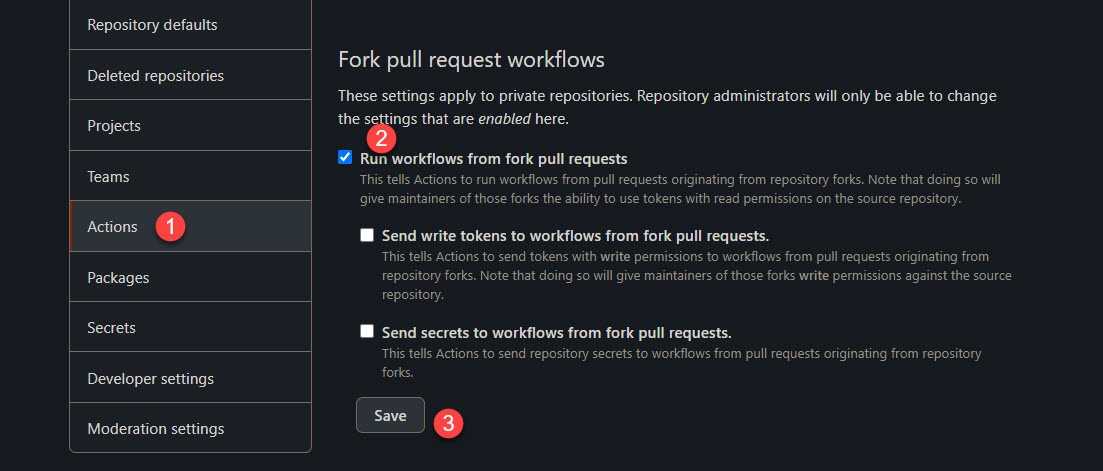 Repository defaults
Deleted repositories
Projects
Teams
Actions
1
Packages
Secrets
Developer settings
Moderation settings
Fork pull request workflows
These settings apply to private repositories. Repository administrators will only be able to change
the settings that are enabled here.
2
Run workflows from fork pull requests
This tells Actions to run workflows from pull requests originating from repository forks. Note that doing so will
give maintainers of those forks the ability to use tokens with read permissions on the source repository.
Send write tokens to workflows from fork pull requests.
This tells Actions to send tokens with write permissions to workflows from pull requests originating from
repository forks. Note that doing so will give maintainers of those forks write permissions against the source
repository.
Send secrets to workflows from fork pull requests.
This tells Actions to send repository secrets to workflows from pull requests originating from repository
forks.
Save
3